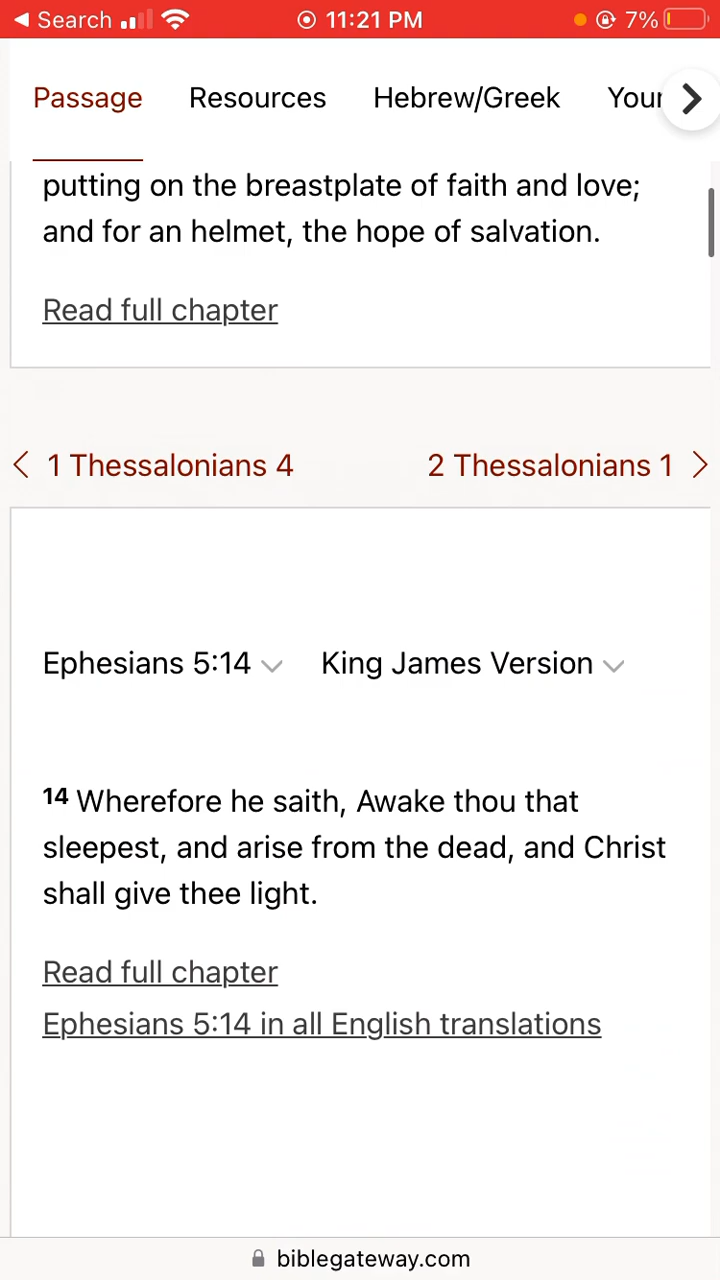 ◀ Search 11:21 PM 7%
Passage Resources Hebrew/Greek Your
putting on the breastplate of faith and love;
and for an helmet, the hope of salvation.
Read full chapter
1 Thessalonians 4 2 Thessalonians 1
Ephesians 5:14 King James Version
14 Wherefore he saith, Awake thou that
sleepest, and arise from the dead, and Christ
shall give thee light.
Read full chapter
Ephesians 5:14 in all English translations
biblegateway.com